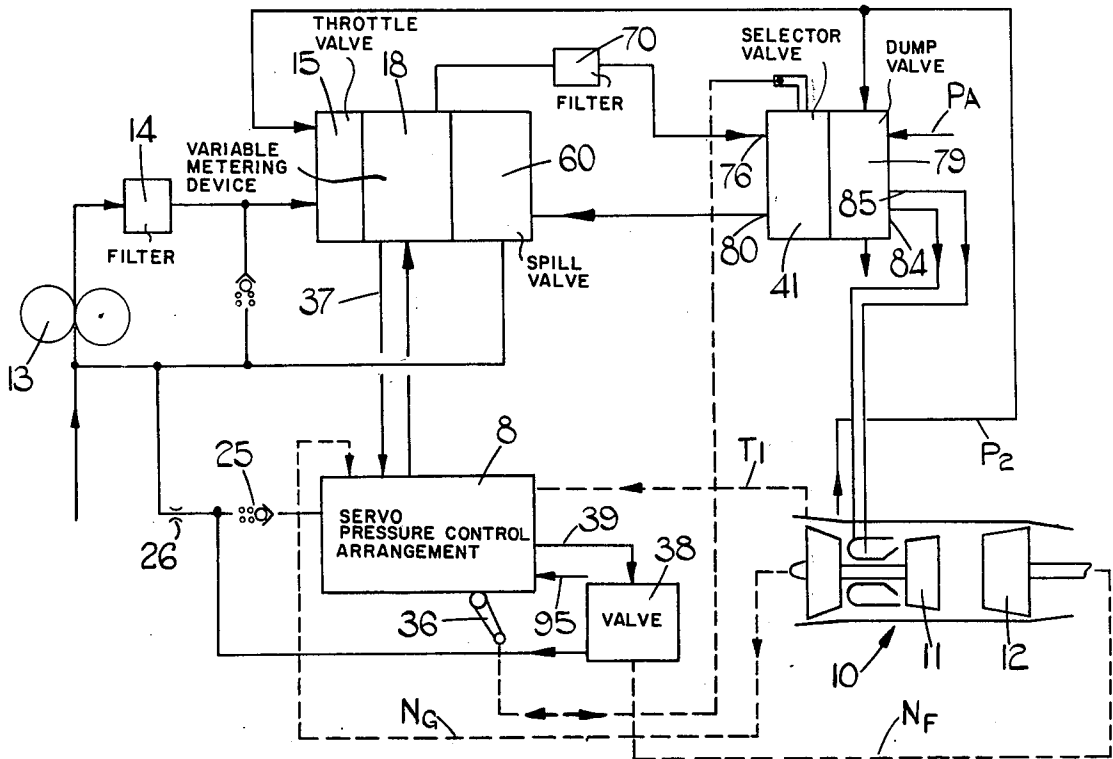 THROTTLE
VALVE
15
18
70
FILTER
SELECTOR
VALVE
DUMP
VALVE
PA
14
VARIABLE
METERING
DEVICE
60
76
79
85
FILTER
SPILL
VALVE
80
41
84
37
13
25
8
T1
P2
26
SERVO
PRESSURE CONTROL
ARRANGEMENT
39
38
VALVE
36
95
10
11
12
NG
NF